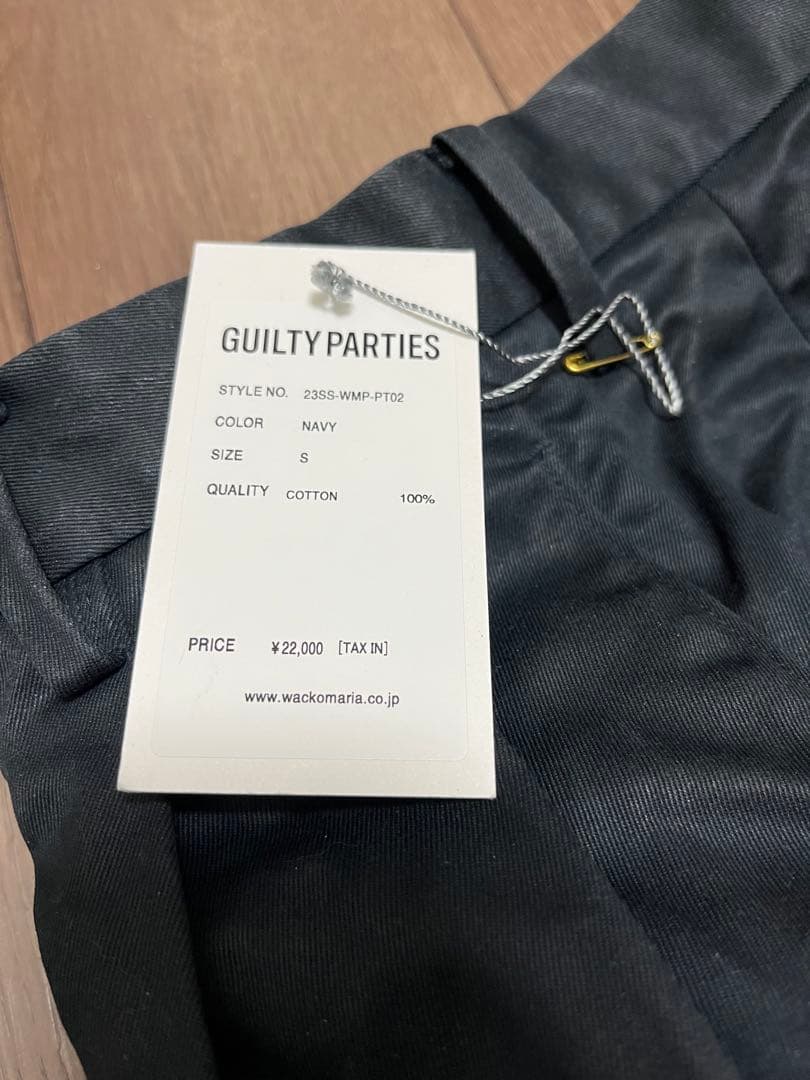 GUILTY PARTIES
STYLE NO. 23SS-WMP-PT02
COLOR NAVY
SIZE S
QUALITY COTTON 100%
PRICE ¥22,000 [TAX IN]
www.wackomaria.co.jp